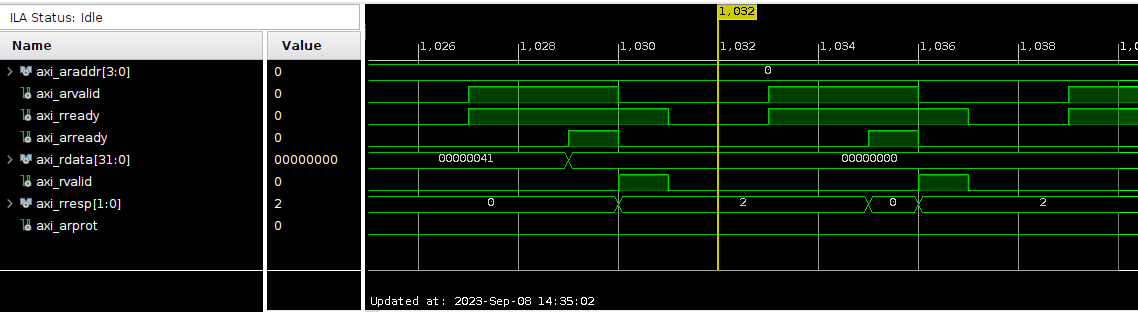 ILA Status: Idle
1,032
Name Value
1,026 1,028 1,030 1,032 1,034 1,036 1,038
axi_araddr[3:0] 0 0
axi_arvalid 0
axi_rready 0
axi_arready 0
axi_rdata[31:0] 00000000 00000041 00000000
axi_rvalid 0
axi_rresp[1:0] 2 0 2 0 2
axi_arprot 0
Updated at: 2023-Sep-08 14:35:02